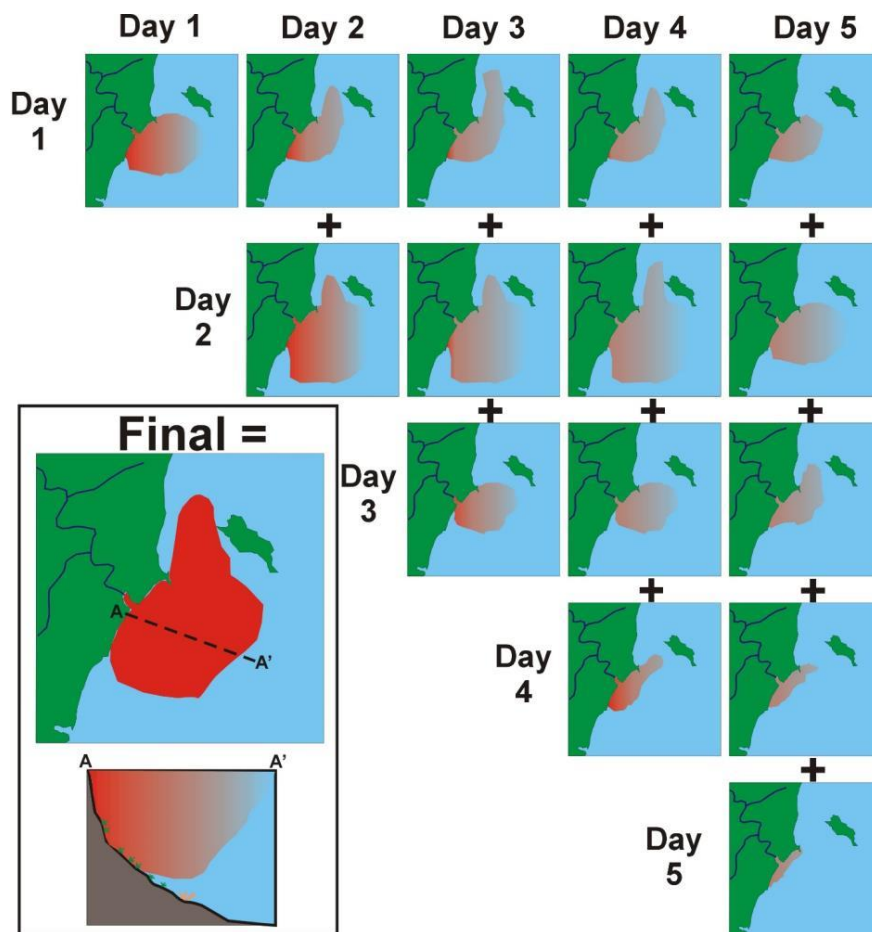 Day 1 Day 2 Day 3 Day 4 Day 5
Day
1
+ + + +
Day
2
+ + +
Final =
Day
3
A
A'
+ +
Day
4
A A'
+
Day
5